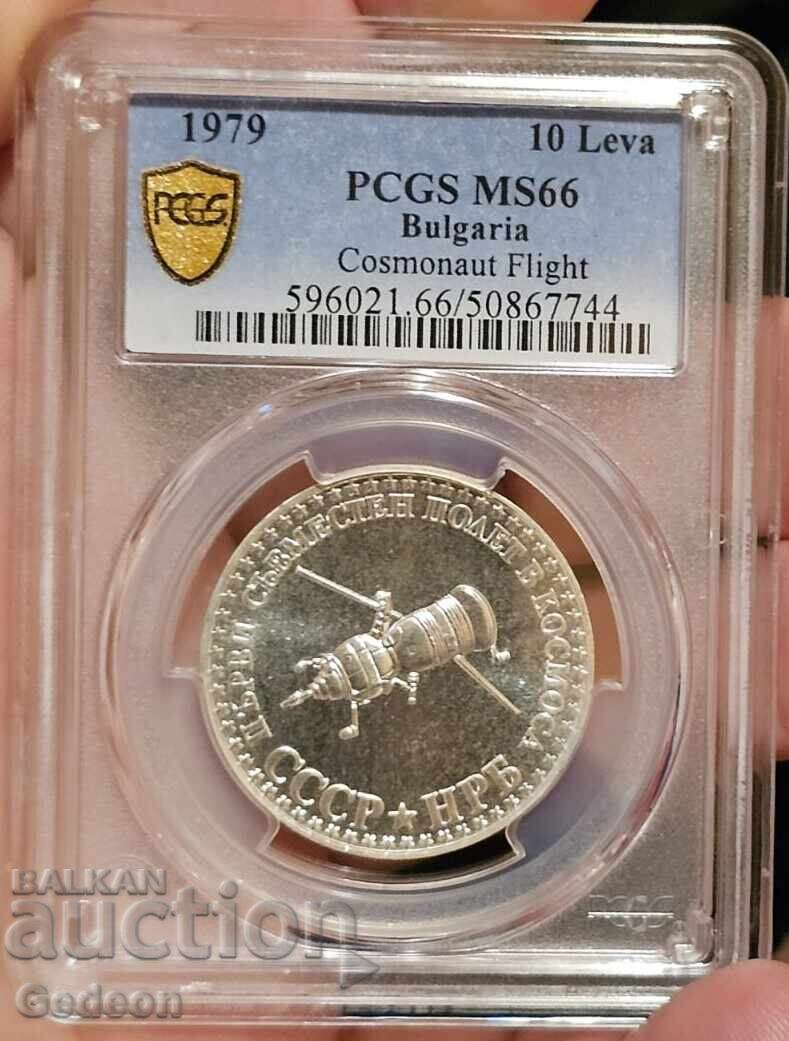 1979 10 Leva
PCGS
PCGS MS66
Bulgaria
Cosmonaut Flight
596021.66/50867744
ПЪРВИ СЪВМЕСТЕН ПОЛЕТ В КОСМОСА
СССР ★ НРБ
PCGS
BALKAN
auction
Gedeon